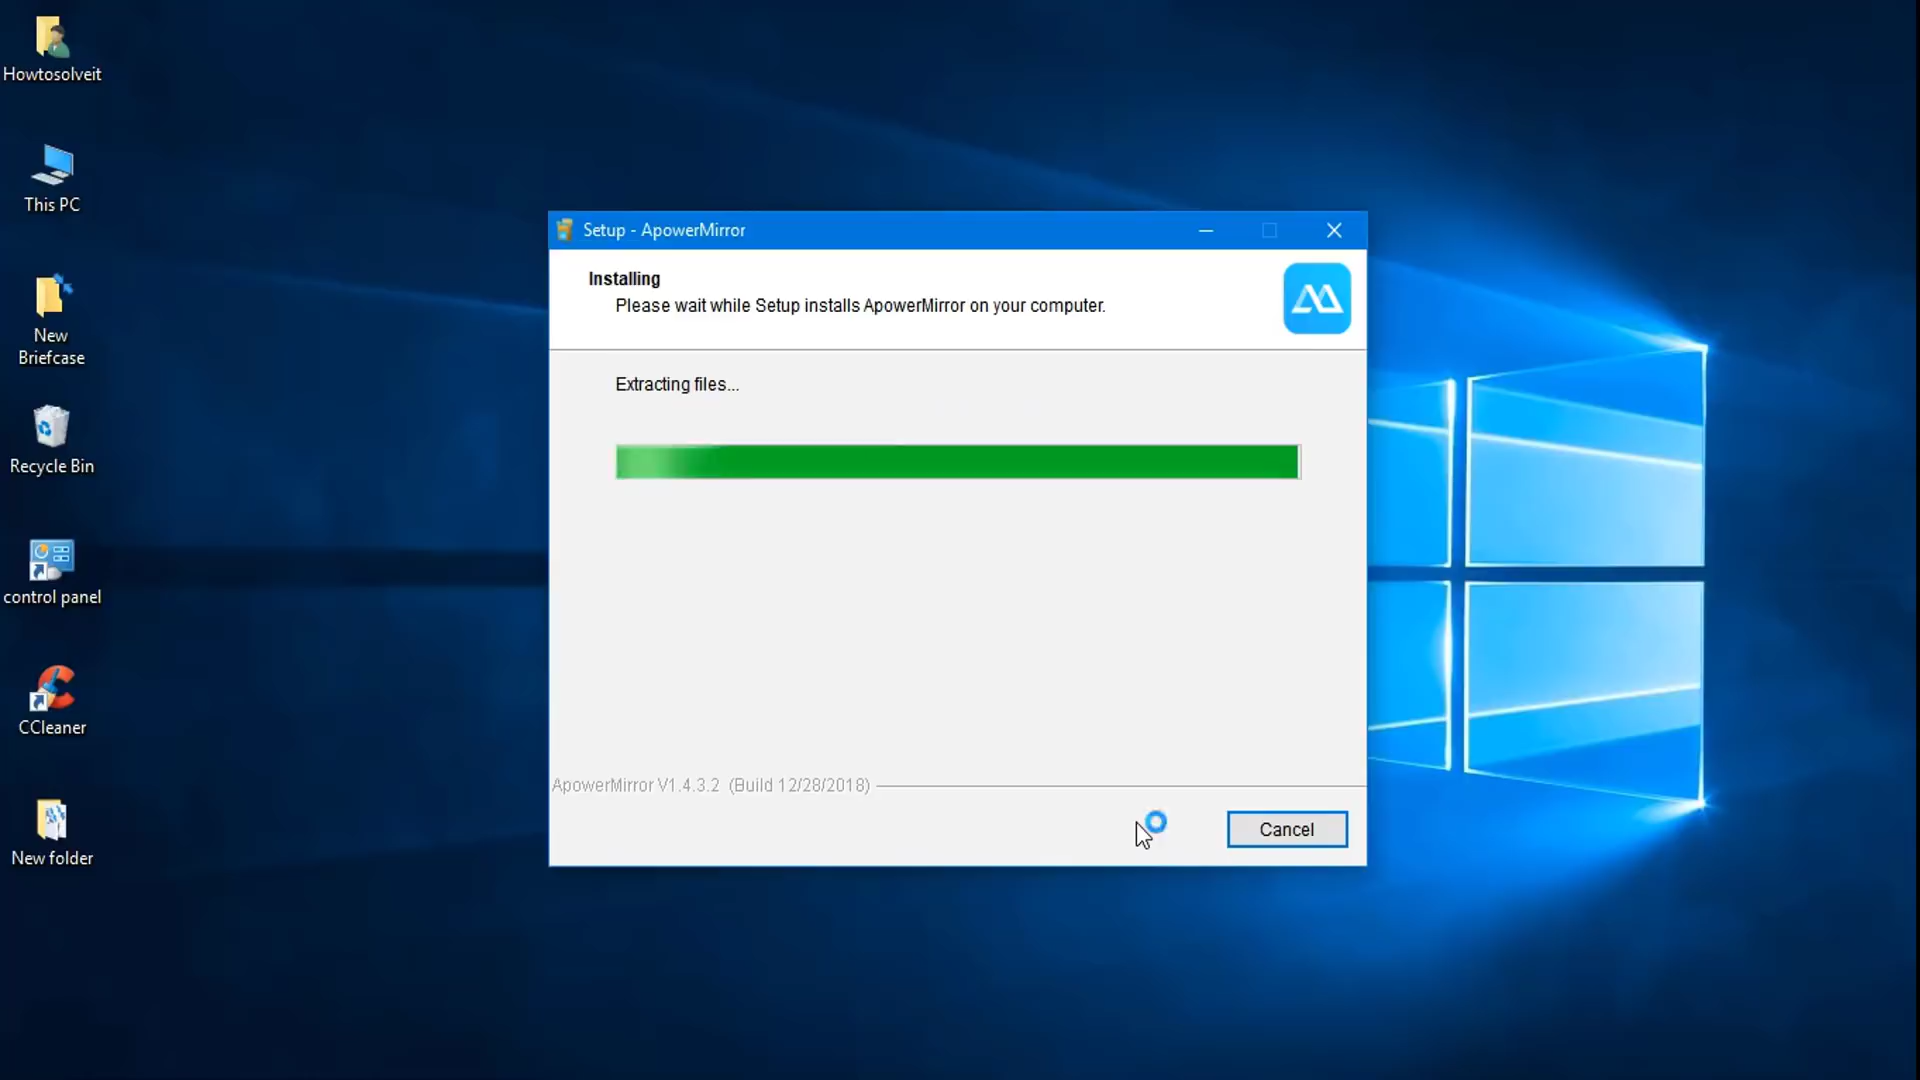 Howtosolveit
This PC
New
Briefcase
Recycle Bin
control panel
CCleaner
New folder
Setup - ApowerMirror
Installing
Please wait while Setup installs ApowerMirror on your computer.
Extracting files...
ApowerMirror V1.4.3.2 (Build 12/28/2018)
Cancel